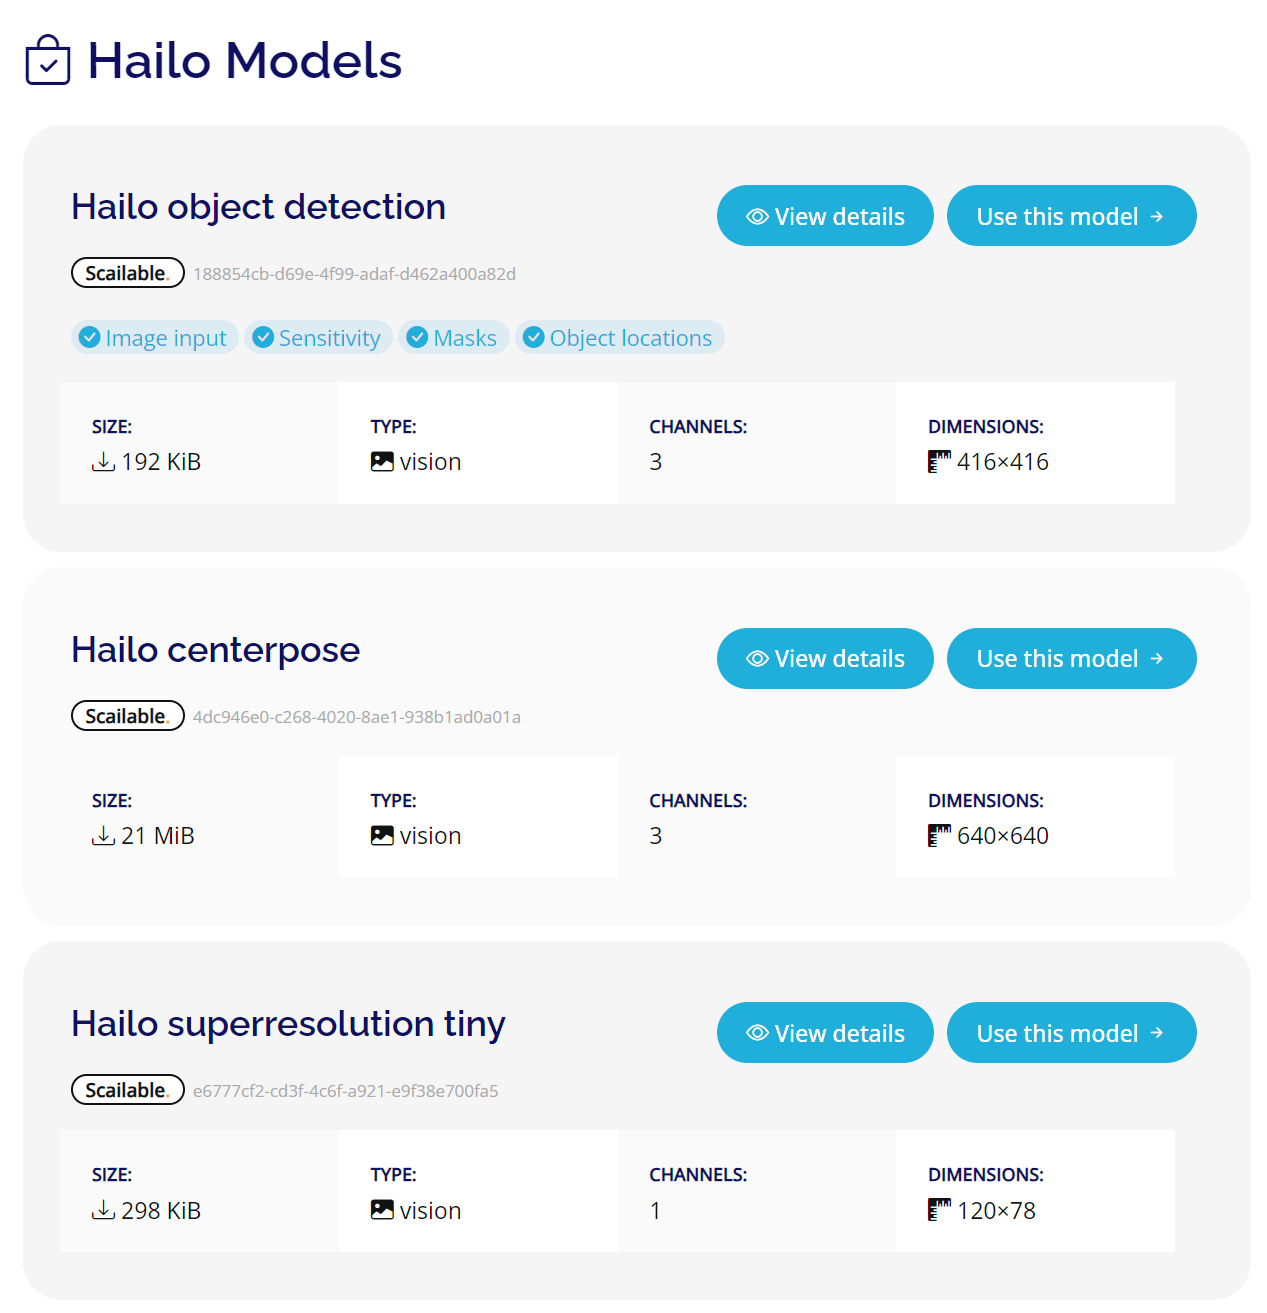 Hailo Models
Hailo object detection
View details
Use this model →
Scailable.
188854cb-d69e-4f99-adaf-d462a400a82d
Image input
Sensitivity
Masks
Object locations
SIZE:
TYPE:
CHANNELS:
DIMENSIONS:
192 KiB
vision
3
416×416
Hailo centerpose
View details
Use this model →
Scailable.
4dc946e0-c268-4020-8ae1-938b1ad0a01a
SIZE:
TYPE:
CHANNELS:
DIMENSIONS:
21 MiB
vision
3
640×640
Hailo superresolution tiny
View details
Use this model →
Scailable.
e6777cf2-cd3f-4c6f-a921-e9f38e700fa5
SIZE:
TYPE:
CHANNELS:
DIMENSIONS:
298 KiB
vision
1
120×78